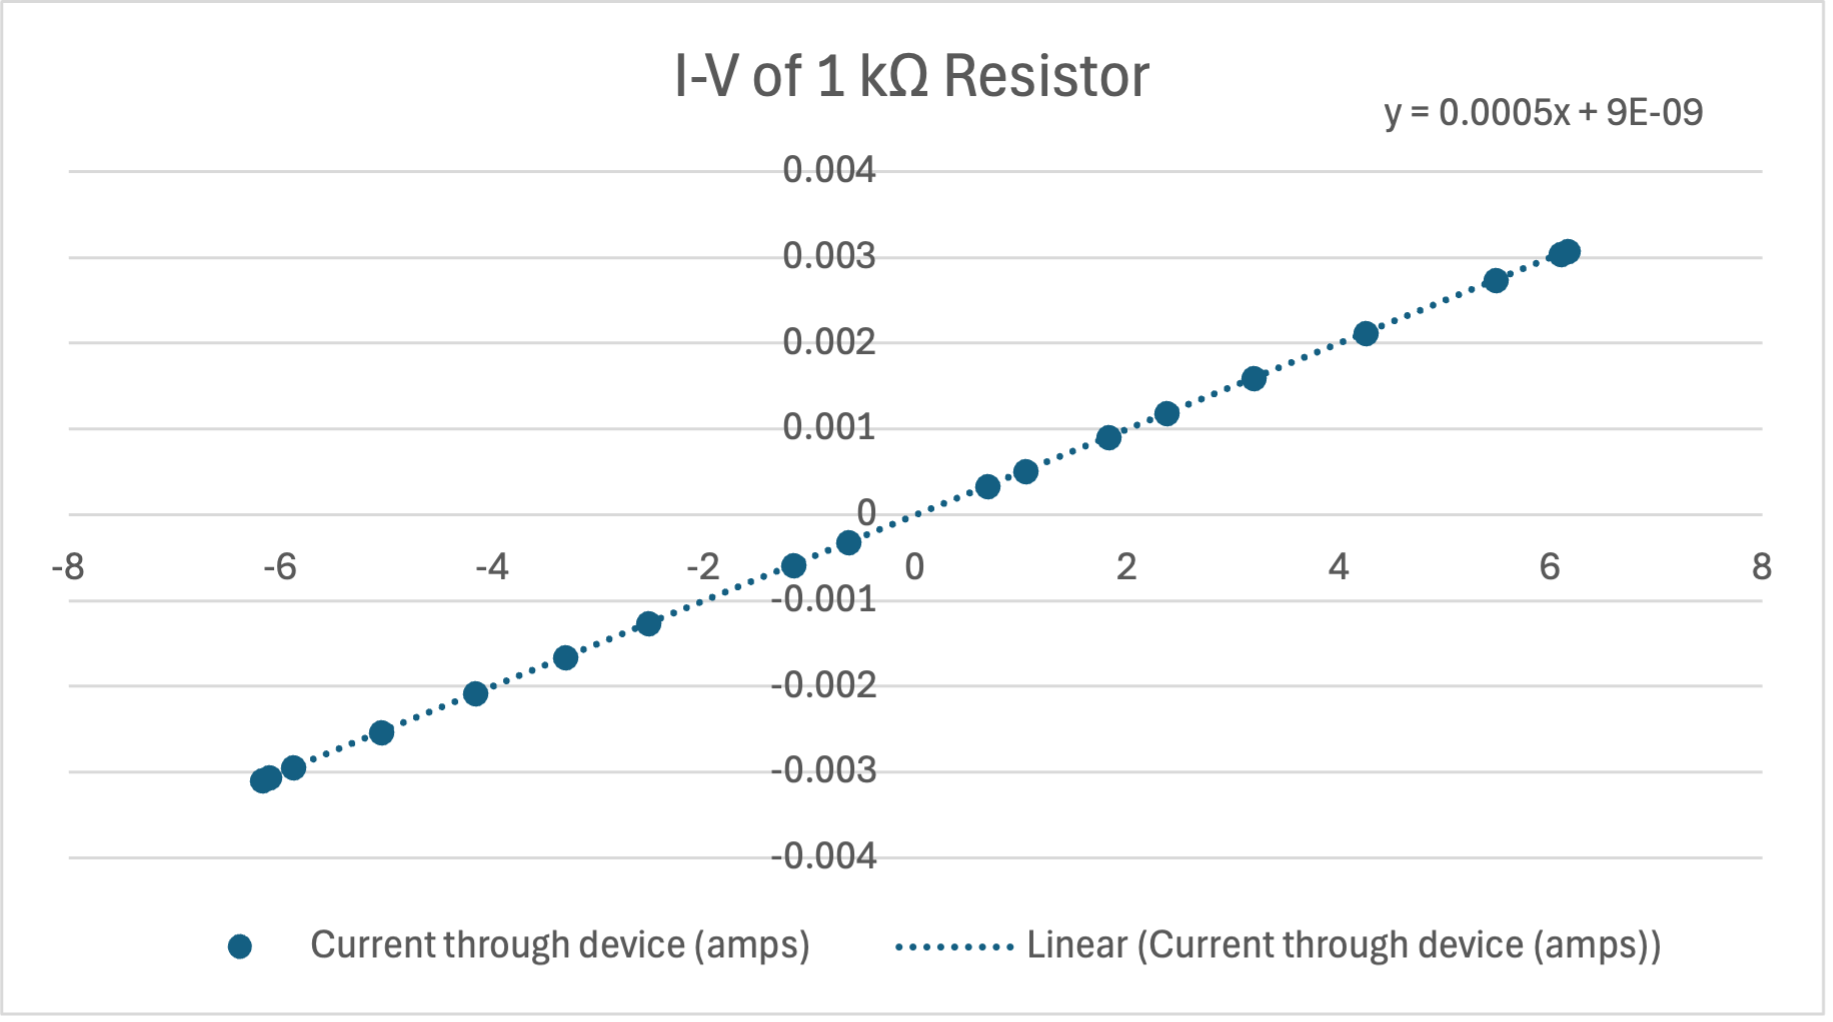 I-V of 1 kΩ Resistor
y = 0.0005x + 9E-09
0.004
0.003
0.002
0.001
0
-8 -6 -4 -2 0 2 4 6 8
-0.001
-0.002
-0.003
-0.004
Current through device (amps) Linear (Current through device (amps))